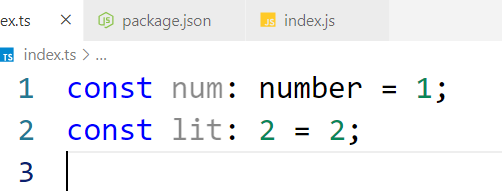 ex.ts package.json index.js
TS index.ts > ...
1 const num: number = 1;
2 const lit: 2 = 2;
3